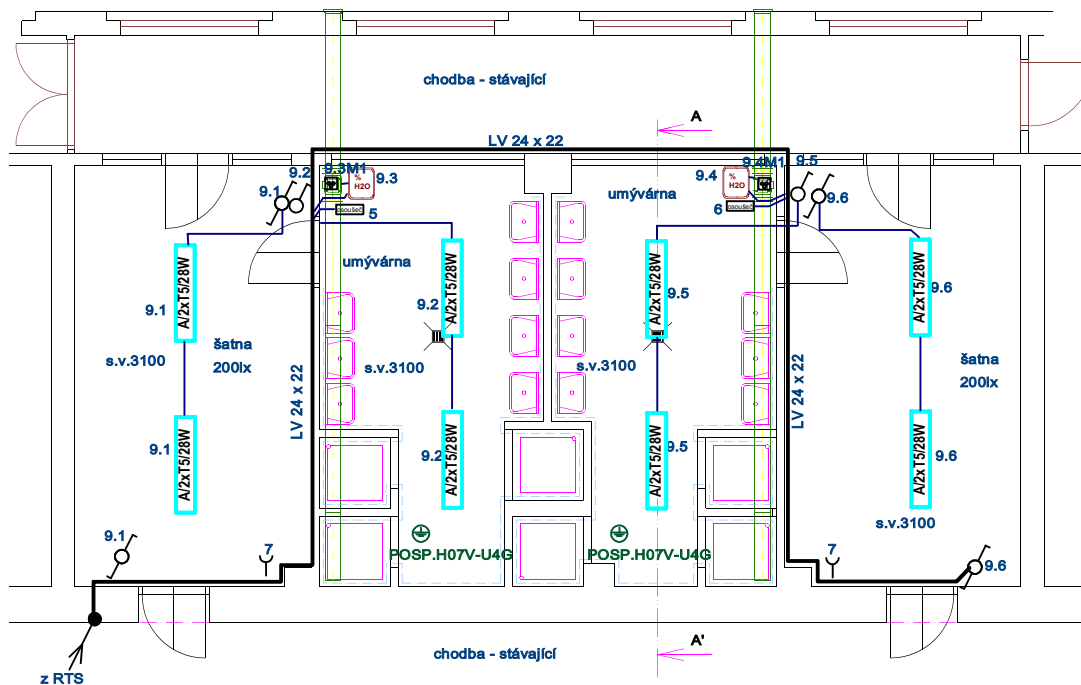 chodba - stávající
A
LV 24 x 22
9.3M1
9.4M1
9.5
9.2
9.1
%
H2O
9.3
9.4
%
H2O
9.6
osoušeč
5
6
osoušeč
umývárna
umývárna
A/2xT5/28W
9.1
A/2xT5/28W
9.2
A/2xT5/28W
9.5
A/2xT5/28W
9.6
s.v.3100
šatna
200lx
s.v.3100
s.v.3100
šatna
200lx
LV 24 x 22
LV 24 x 22
A/2xT5/28W
9.1
A/2xT5/28W
9.2
A/2xT5/28W
9.5
A/2xT5/28W
9.6
s.v.3100
9.1
7
POSP.H07V-U4G
POSP.H07V-U4G
7
9.6
A'
chodba - stávající
z RTS